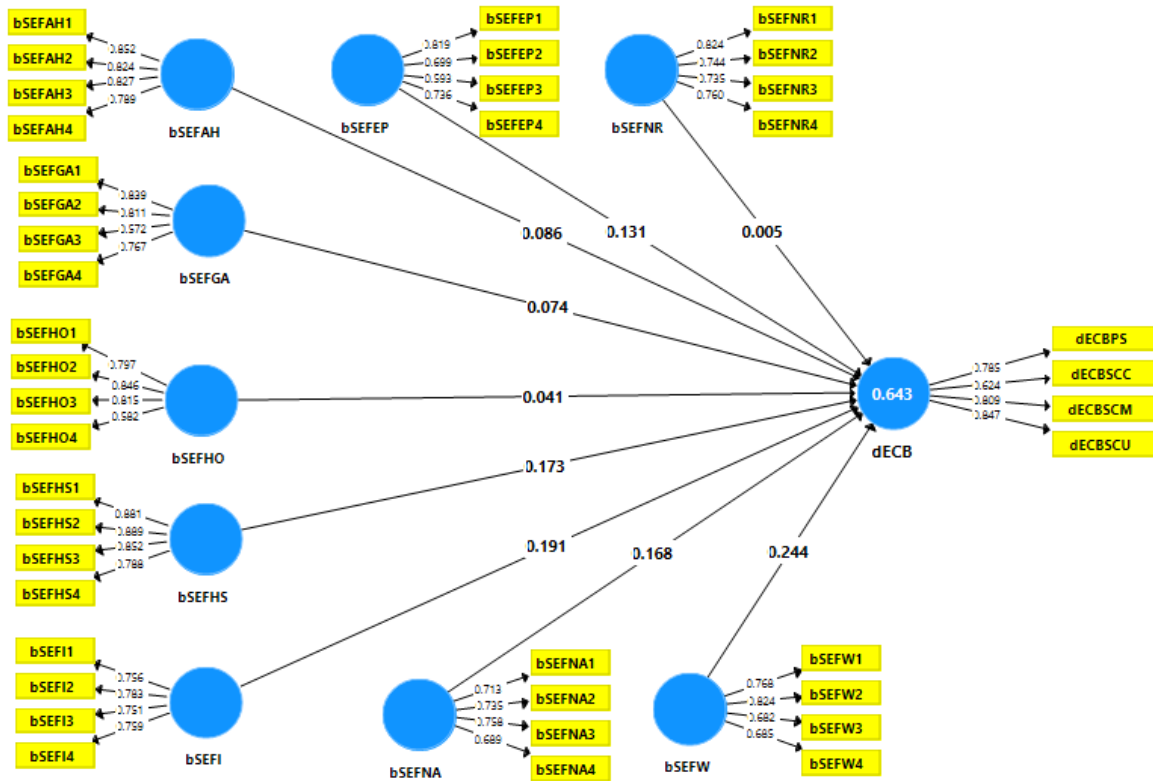 bSEFAH1
bSEFAH2
bSEFAH3
bSEFAH4
0.852
0.824
0.827
0.789
bSEFAH
bSEFEP1
bSEFEP2
bSEFEP3
bSEFEP4
0.819
0.699
0.593
0.736
bSEFEP
bSEFNR1
bSEFNR2
bSEFNR3
bSEFNR4
0.824
0.744
0.735
0.760
bSEFNR
bSEFGA1
bSEFGA2
bSEFGA3
bSEFGA4
0.839
0.811
0.572
0.767
bSEFGA
0.086
0.131
0.005
0.074
bSEFHO1
bSEFHO2
bSEFHO3
bSEFHO4
0.797
0.846
0.815
0.582
bSEFHO
0.041
0.643
dECB
0.785
0.624
0.809
0.847
dECBPS
dECBSCC
dECBSCM
dECBSCU
bSEFHS1
bSEFHS2
bSEFHS3
bSEFHS4
0.881
0.889
0.852
0.788
bSEFHS
0.173
0.191
0.168
0.244
bSEFI1
bSEFI2
bSEFI3
bSEFI4
0.756
0.783
0.751
0.759
bSEFI
bSEFNA1
bSEFNA2
bSEFNA3
bSEFNA4
0.713
0.735
0.758
0.689
bSEFNA
bSEFW1
bSEFW2
bSEFW3
bSEFW4
0.768
0.824
0.682
0.685
bSEFW